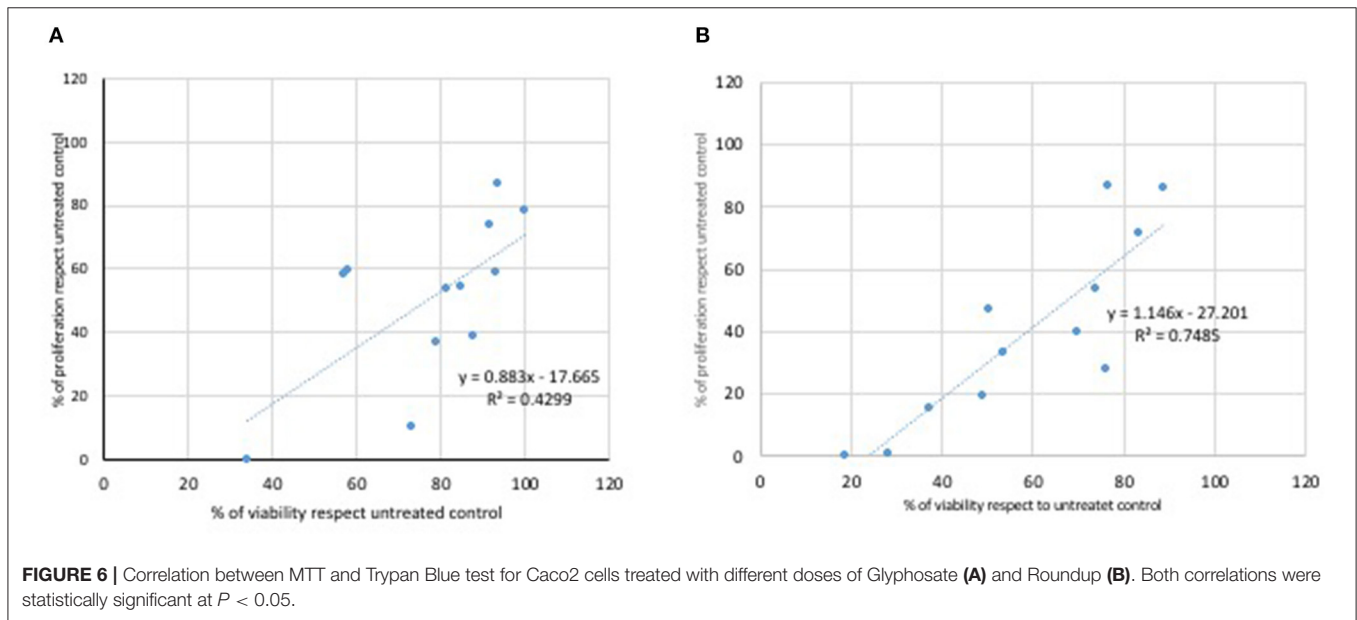 A
120
100
80
60
40
20
0
0 20 40 60 80 100 120
% of proliferation respect untreated control
% of viability respect untreated control
y = 0.883x - 17.665
R² = 0.4299
B
120
100
80
60
40
20
0
0 20 40 60 80 100 120
% of proliferation respect untreated control
% of viability respect to untreatet control
y = 1.146x - 27.201
R² = 0.7485
FIGURE 6 | Correlation between MTT and Trypan Blue test for Caco2 cells treated with different doses of Glyphosate (A) and Roundup (B). Both correlations were
statistically significant at P < 0.05.